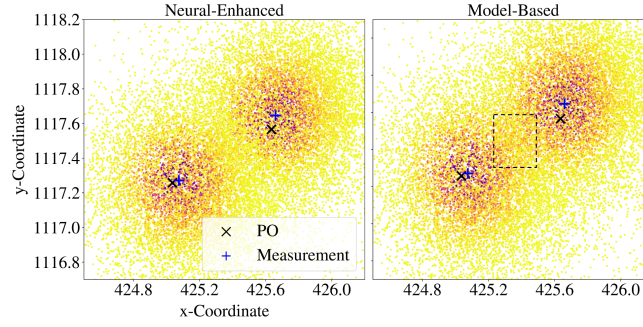 Neural-Enhanced
Model-Based
1118.2
1118.0
1117.8
1117.6
1117.4
1117.2
1117.0
1116.8
y-Coordinate
× PO
+ Measurement
424.8 425.2 425.6 426.0
424.8 425.2 425.6 426.0
x-Coordinate